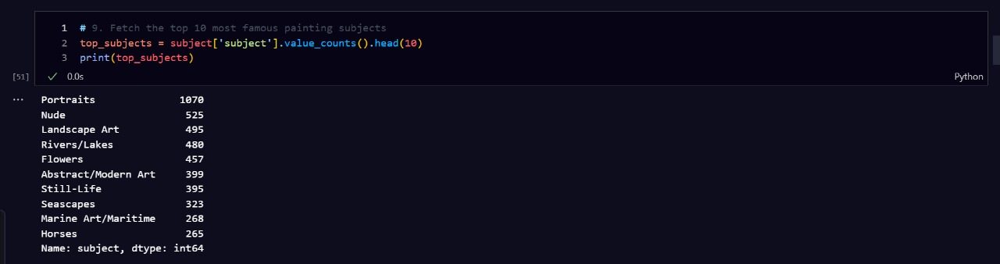 1 # 9. Fetch the top 10 most famous painting subjects
2 top_subjects = subject['subject'].value_counts().head(10)
3 print(top_subjects)
[51] ✓ 0.0s Python
... Portraits 1070
Nude 525
Landscape Art 495
Rivers/Lakes 480
Flowers 457
Abstract/Modern Art 399
Still-Life 395
Seascapes 323
Marine Art/Maritime 268
Horses 265
Name: subject, dtype: int64